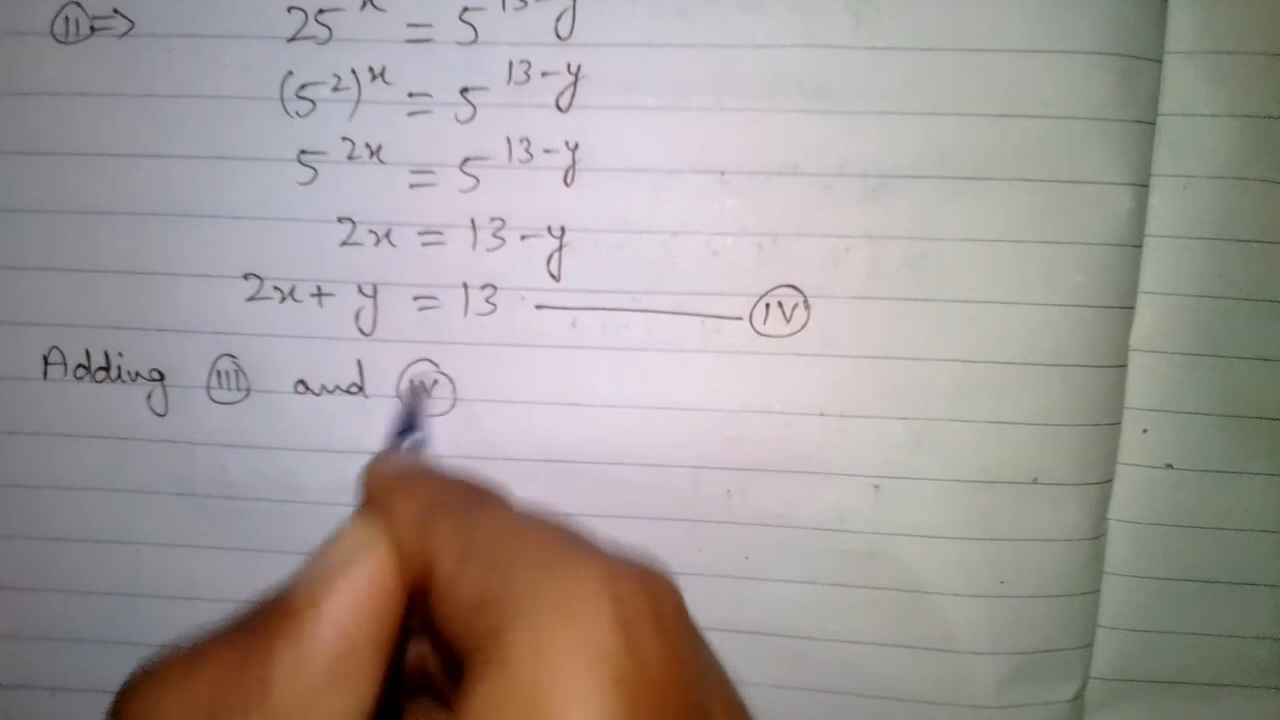 (II) ⇒ 25^x = 5^13-y
(5^2)^x = 5^13-y
5^2x = 5^13-y
2x = 13-y
2x + y = 13 ——— (IV)
Adding (III) and (IV)